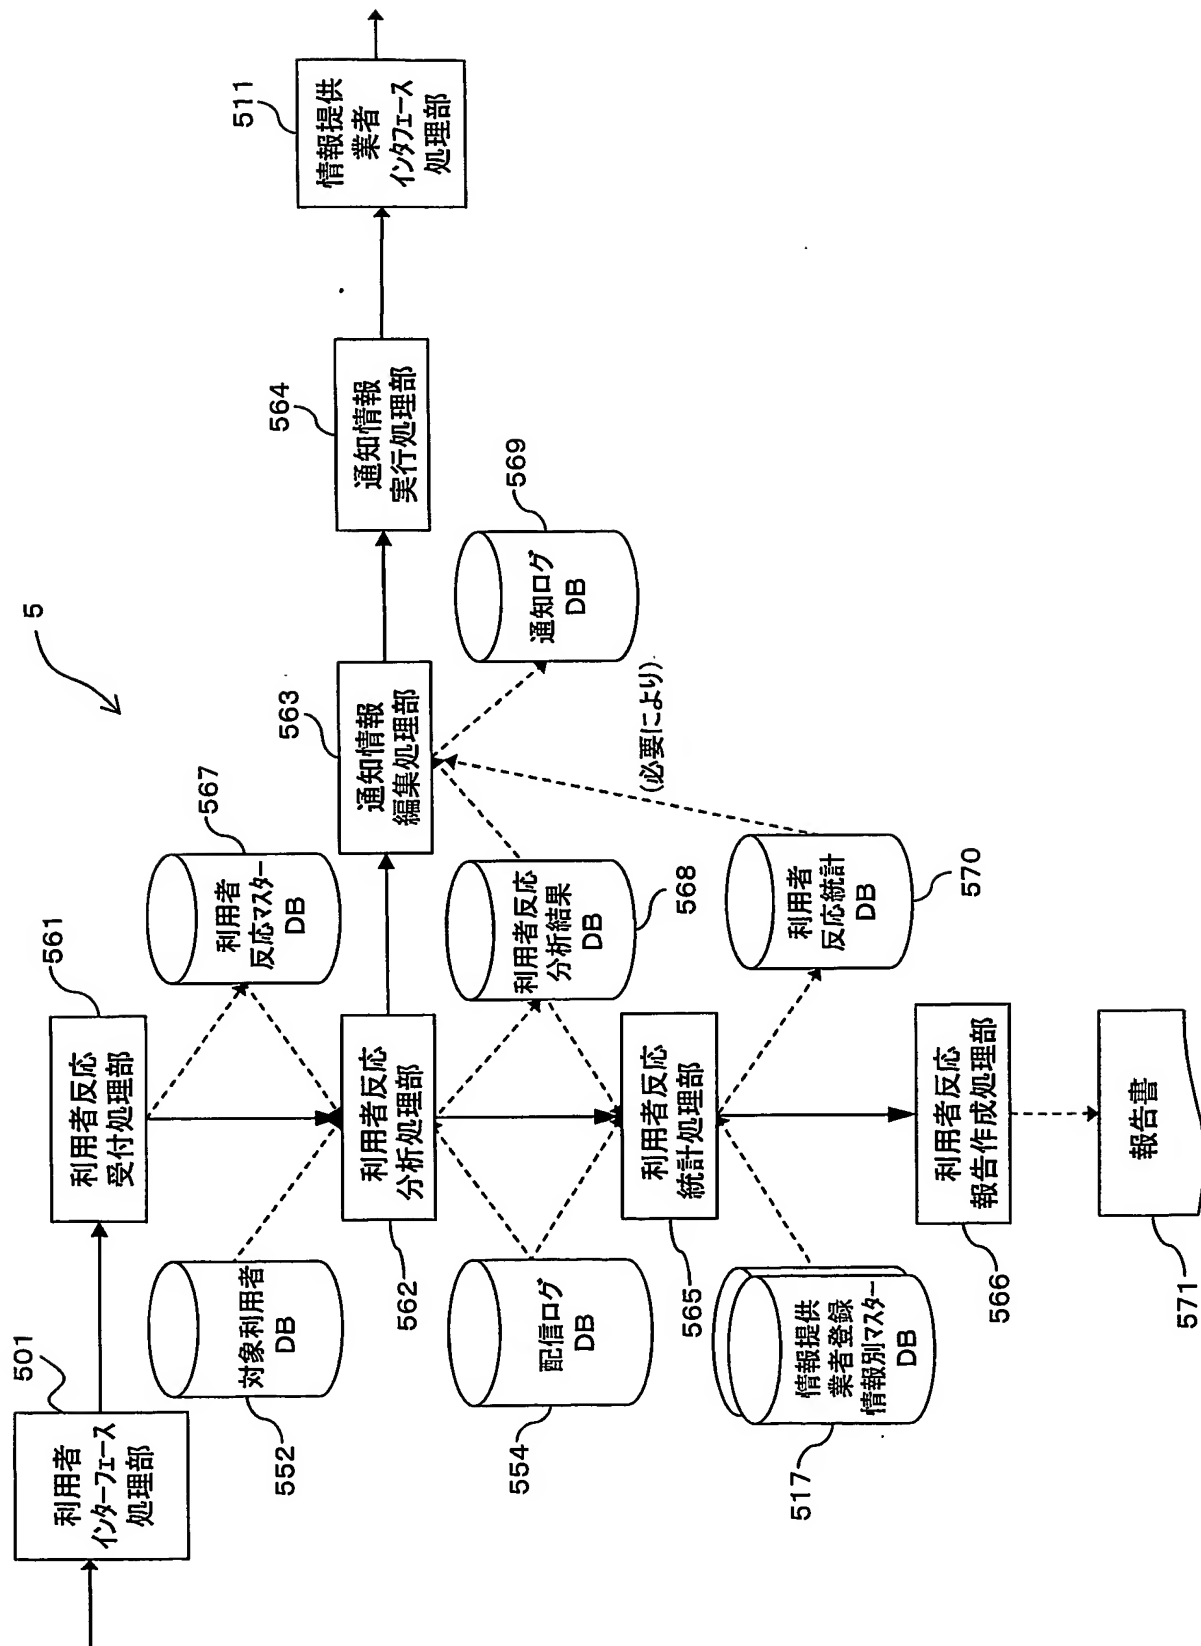 5
501
利用者
インターフェース
処理部
561
利用者反応
受付処理部
552
対象利用者
DB
567
利用者
反応マスター
DB
562
利用者反応
分析処理部
563
通知情報
編集処理部
564
通知情報
実行処理部
511
情報提供
業者
インタフェース
処理部
554
配信ログ
DB
568
利用者反応
分析結果
DB
569
通知ログ
DB
(必要により)
565
利用者反応
統計処理部
517
情報提供
業者登録
情報別マスター
DB
570
利用者
反応統計
DB
566
利用者反応
報告作成処理部
571
報告書